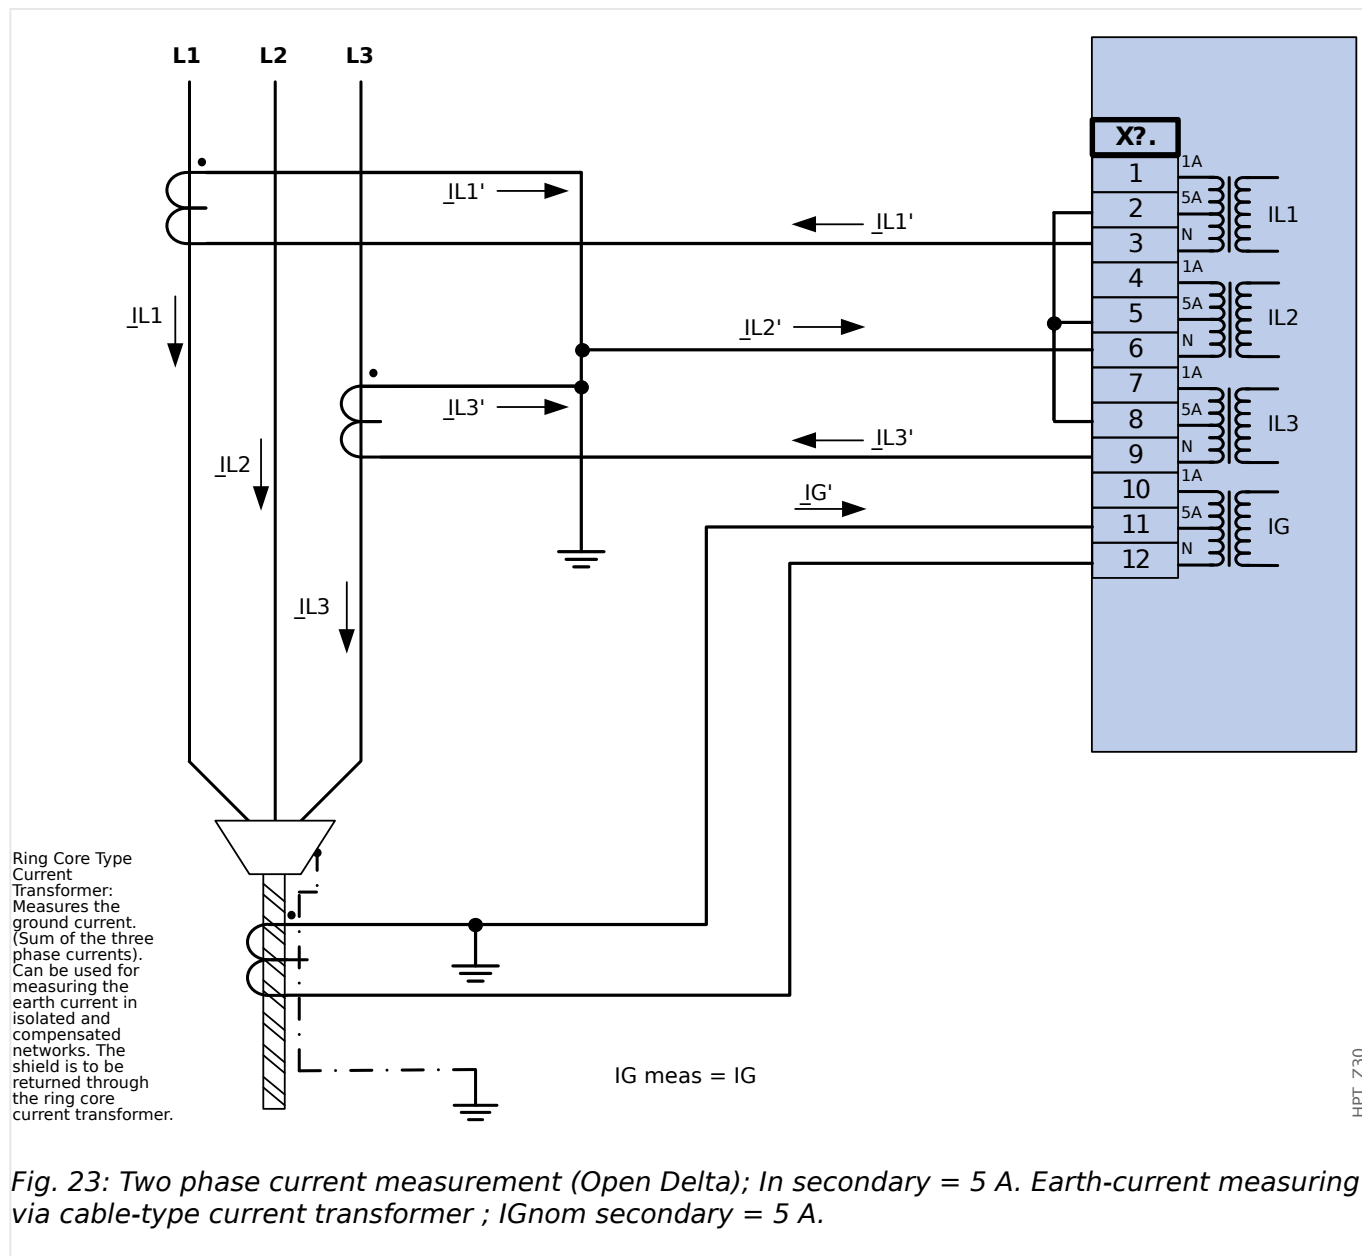 L1 L2 L3
X?.
1
2
3
4
5
6
7
8
9
10
11
12
1A
5A
N
IL1
1A
5A
N
IL2
1A
5A
N
IL3
1A
5A
N
IG
IL1'
IL1'
IL1
IL2'
IL3'
IL3'
IL2
IG'
IL3
Ring Core Type
Current
Transformer:
Measures the
ground current.
(Sum of the three
phase currents).
Can be used for
measuring the
earth current in
isolated and
compensated
networks. The
shield is to be
returned through
the ring core
current transformer.
IG meas = IG
HPT_Z30
Fig. 23: Two phase current measurement (Open Delta); In secondary = 5 A. Earth-current measuring
via cable-type current transformer ; IGnom secondary = 5 A.